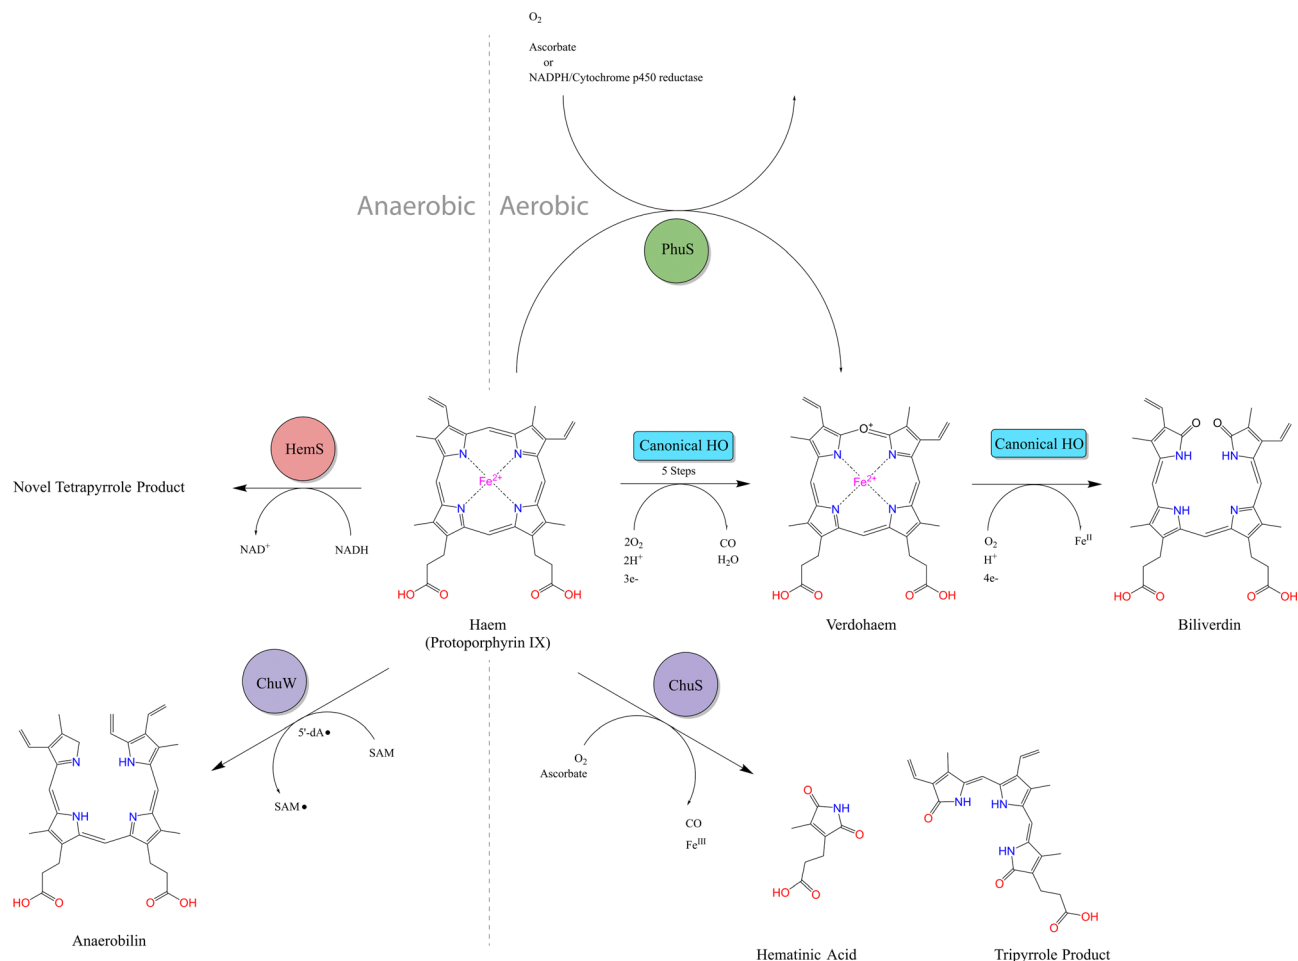 O2
Ascorbate
or
NADPH/Cytochrome p450 reductase
Anaerobic
Aerobic
PhuS
HemS
Novel Tetrapyrrole Product
NAD+
NADH
N
N
N
N
Fe2+
HO
O
O
OH
Haem
(Protoporphyrin IX)
Canonical HO
5 Steps
2O2
2H+
3e-
CO
H2O
O+
N
N
N
N
Fe2+
HO
O
O
OH
Verdohaem
Canonical HO
O2
H+
4e-
FeII
O
O
NH
HN
NH
N
HO
O
O
OH
Biliverdin
ChuW
5'-dA•
SAM
SAM•
N
HN
NH
N
HO
O
O
OH
Anaerobilin
ChuS
O2
Ascorbate
CO
FeIII
O
NH
O
HO
O
Hematinic Acid
O
NH
HN
HN
O
O
OH
Tripyrrole Product